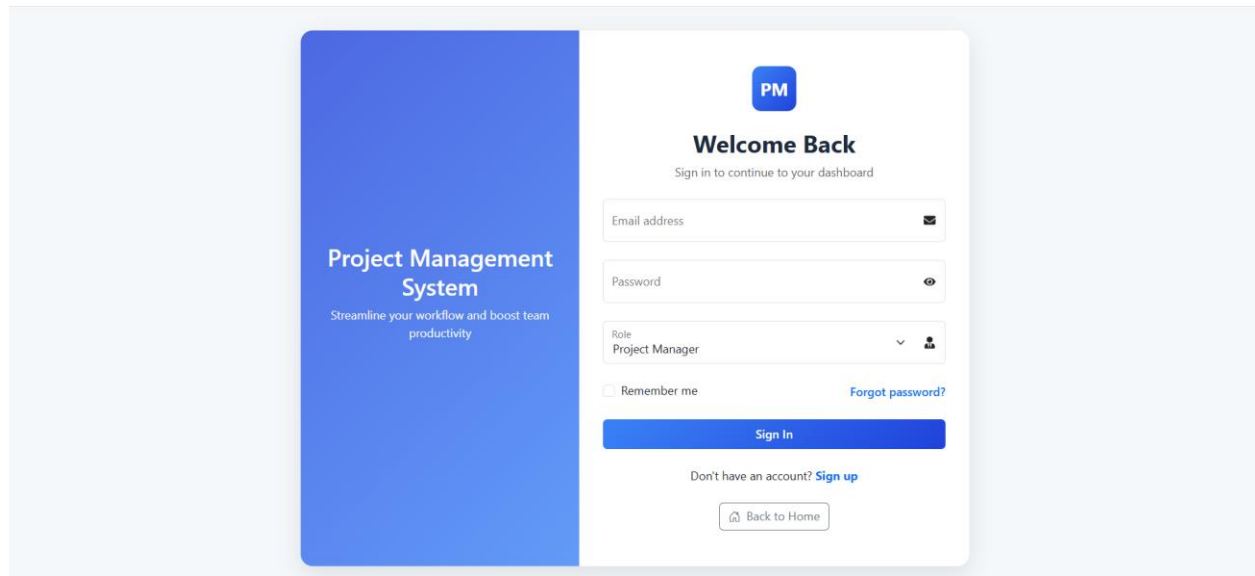 Project Management
System
Streamline your workflow and boost team
productivity
PM
Welcome Back
Sign in to continue to your dashboard
Email address
Password
Role
Project Manager
Remember me
Forgot password?
Sign In
Don't have an account? Sign up
Back to Home